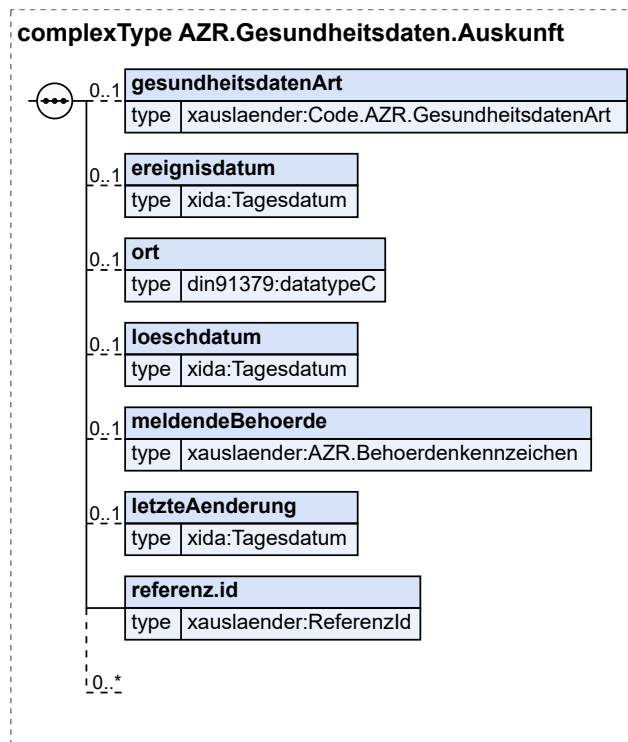 complexType AZR.Gesundheitsdaten.Auskunft
0..1 gesundheitsdatenArt
type xauslaender:Code.AZR.GesundheitsdatenArt
0..1 ereignisdatum
type xida:Tagesdatum
0..1 ort
type din91379:datatypeC
0..1 loeschdatum
type xida:Tagesdatum
0..1 meldendeBehoerde
type xauslaender:AZR.Behoerdenkennzeichen
0..1 letzteAenderung
type xida:Tagesdatum
referenz.id
type xauslaender:ReferenzId
0..*